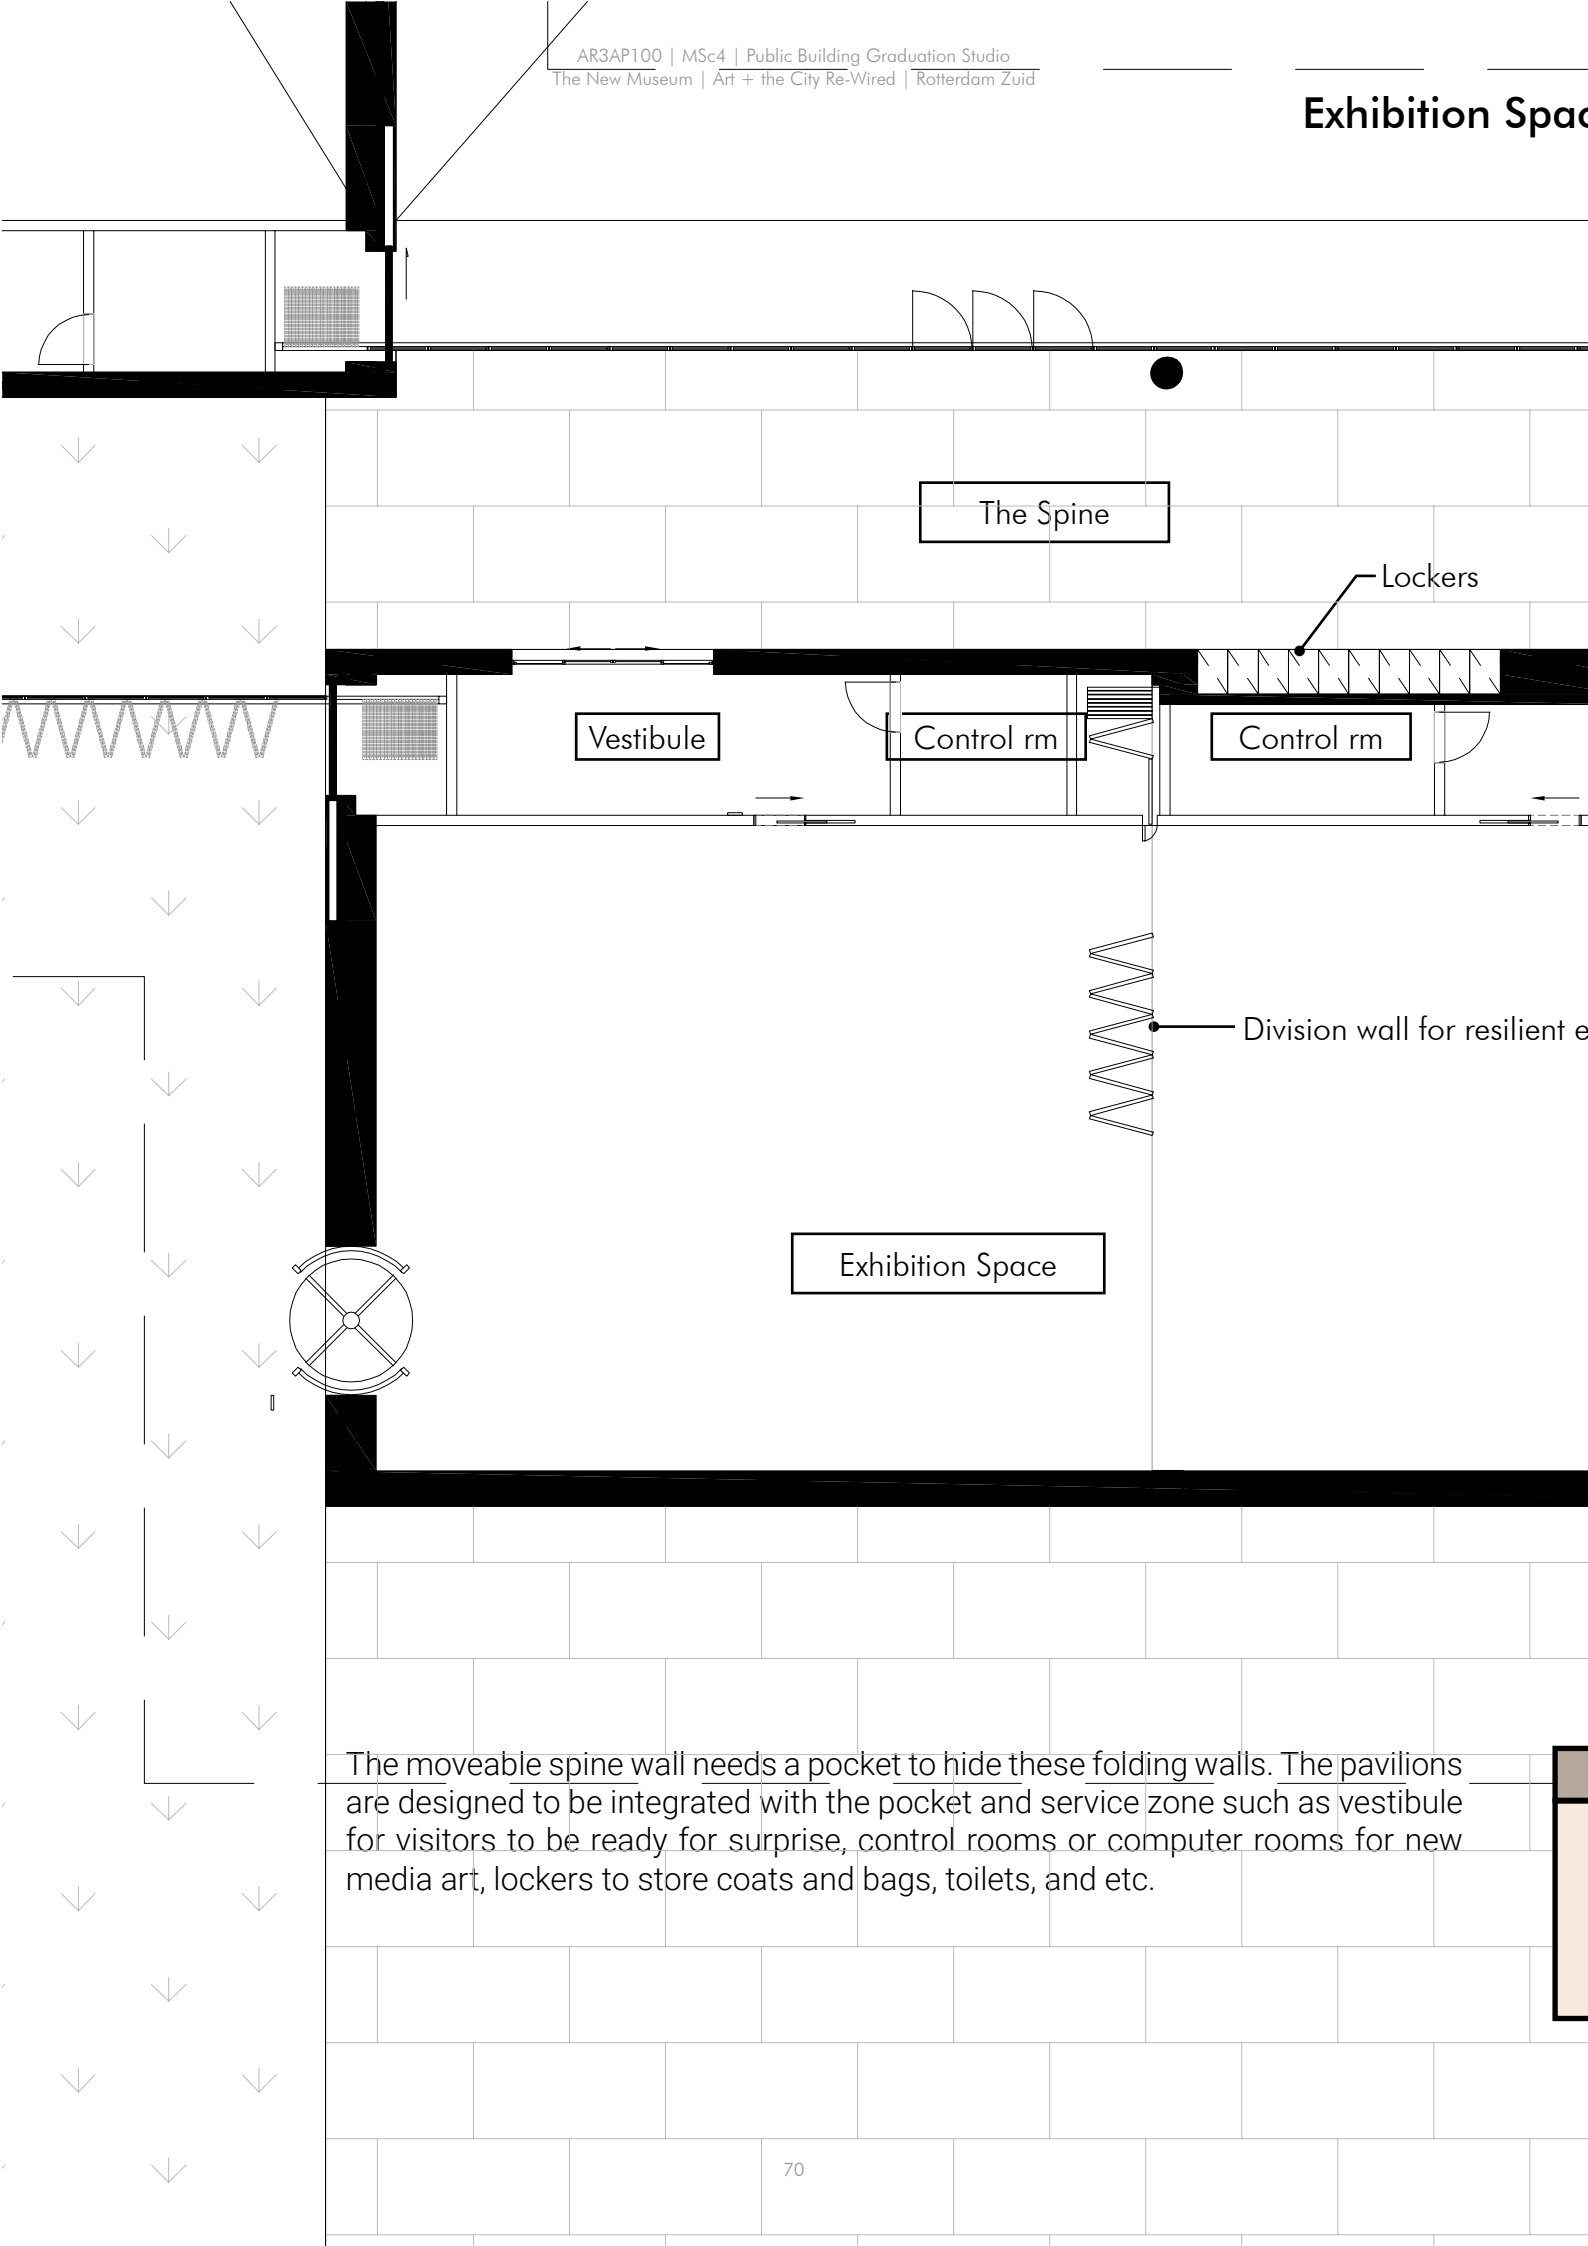 AR3AP100 | MSc4 | Public Building Graduation Studio
The New Museum | Art + the City Re-Wired | Rotterdam Zuid
Exhibition
The Spine
Lockers
Vestibule
Control rm
Control rm
Division wall for resilient
Exhibition Space
The moveable spine wall needs a pocket to hide these folding walls. The pavilions
are designed to be integrated with the pocket and service zone such as vestibule
for visitors to be ready for surprise, control rooms or computer rooms for new
media art, lockers to store coats and bags, toilets, and etc.
70